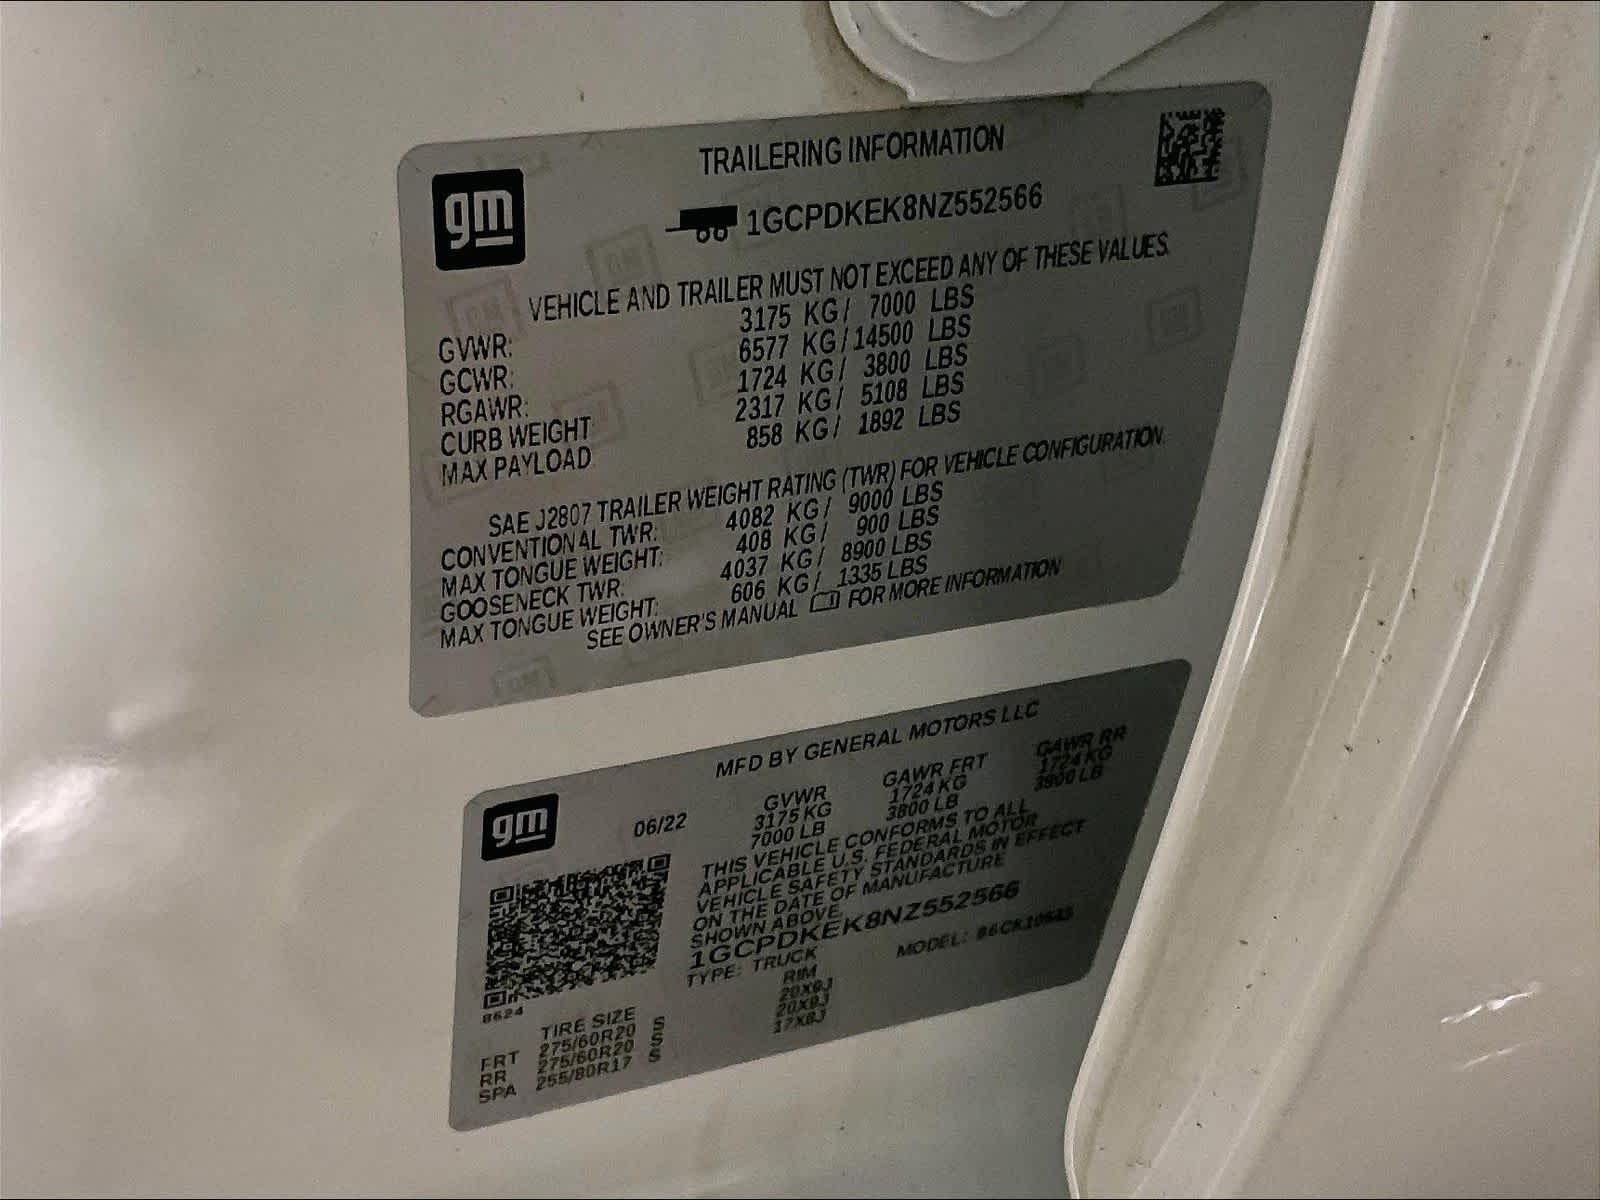 gm
TRAILERING INFORMATION
1GCPDKEK8NZ552566
VEHICLE AND TRAILER MUST NOT EXCEED ANY OF THESE VALUES.
GVWR: 3175 KG/ 7000 LBS
GCWR: 6577 KG/14500 LBS
RGAWR: 1724 KG/ 3800 LBS
CURB WEIGHT 2317 KG/ 5108 LBS
MAX PAYLOAD 858 KG/ 1892 LBS
SAE J2807 TRAILER WEIGHT RATING (TWR) FOR VEHICLE CONFIGURATION.
CONVENTIONAL TWR: 4082 KG/ 9000 LBS
MAX TONGUE WEIGHT: 408 KG/ 900 LBS
GOOSENECK TWR: 4037 KG/ 8900 LBS
MAX TONGUE WEIGHT: 606 KG/ 1335 LBS
SEE OWNER'S MANUAL FOR MORE INFORMATION
gm
MFD BY GENERAL MOTORS LLC
06/22 GVWR GAWR FRT GAWR RR
3175 KG 1724 KG 1724 KG
7000 LB 3800 LB 3800 LB
THIS VEHICLE CONFORMS TO ALL
APPLICABLE U.S. FEDERAL MOTOR
VEHICLE SAFETY STANDARDS IN EFFECT
ON THE DATE OF MANUFACTURE
SHOWN ABOVE.
1GCPDKEK8NZ552566
TYPE: TRUCK MODEL:
8624
TIRE SIZE RIM
FRT 275/60R20 S 20X9J
RR 275/60R20 S 20X9J
SPA 255/80R17 S 17X8J